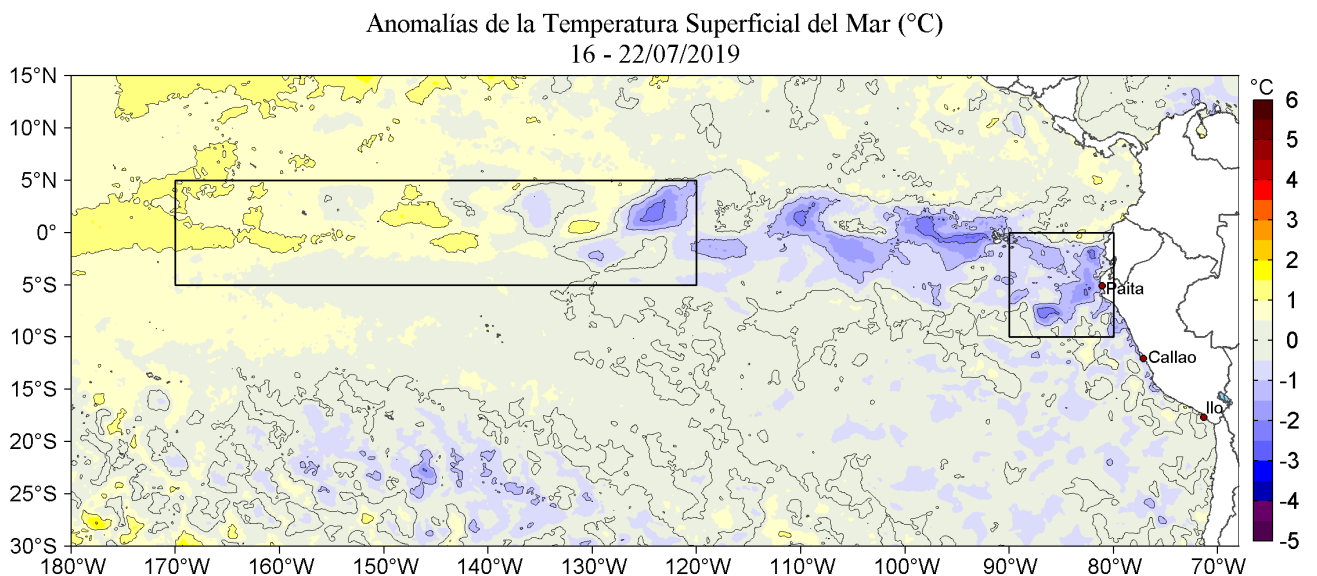 Anomalías de la Temperatura Superficial del Mar (°C)
16 - 22/07/2019
15°N
10°N
5°N
0°
5°S
10°S
15°S
20°S
25°S
30°S
180°W 170°W 160°W 150°W 140°W 130°W 120°W 110°W 100°W 90°W 80°W 70°W
Paita
Callao
Ilo
°C
6
5
4
3
2
1
0
-1
-2
-3
-4
-5